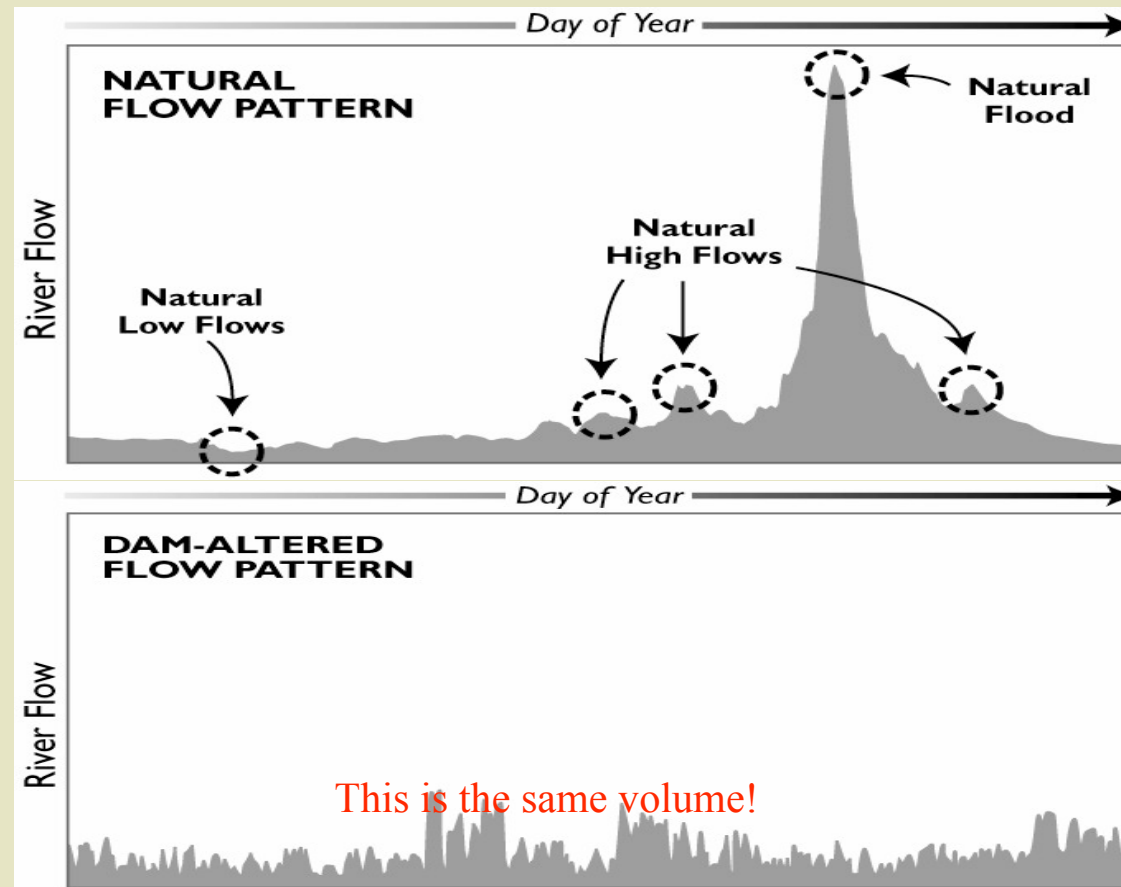 Day of Year
NATURAL
FLOW PATTERN
Natural
Flood
Natural
High Flows
Natural
Low Flows
River Flow
Day of Year
DAM-ALTERED
FLOW PATTERN
River Flow
This is the same volume!